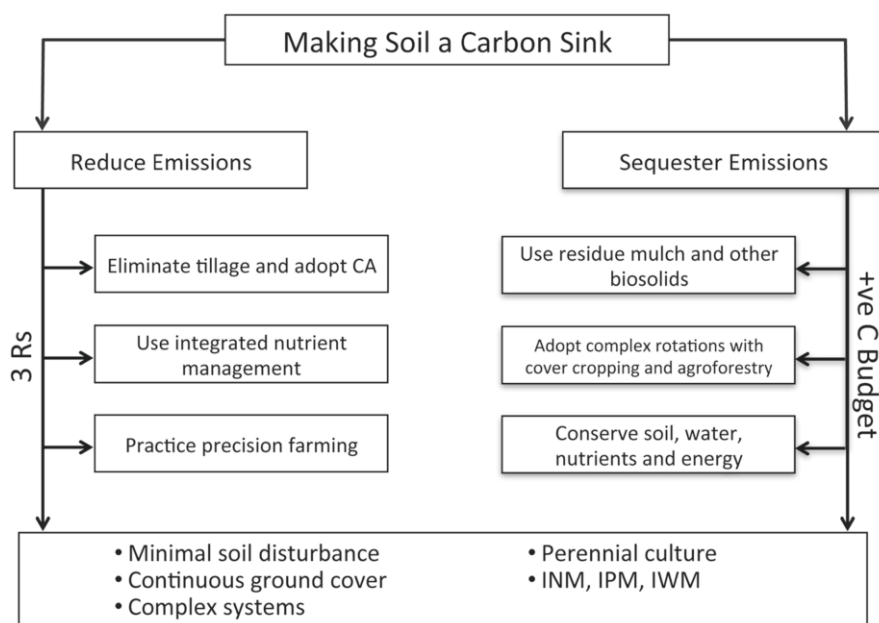 Making Soil a Carbon Sink
Reduce Emissions
Sequester Emissions
3 Rs
Eliminate tillage and adopt CA
Use integrated nutrient
management
Practice precision farming
Use residue mulch and other
biosolids
Adopt complex rotations with
cover cropping and agroforestry
Conserve soil, water,
nutrients and energy
+ve C Budget
• Minimal soil disturbance
• Continuous ground cover
• Complex systems
• Perennial culture
• INM, IPM, IWM